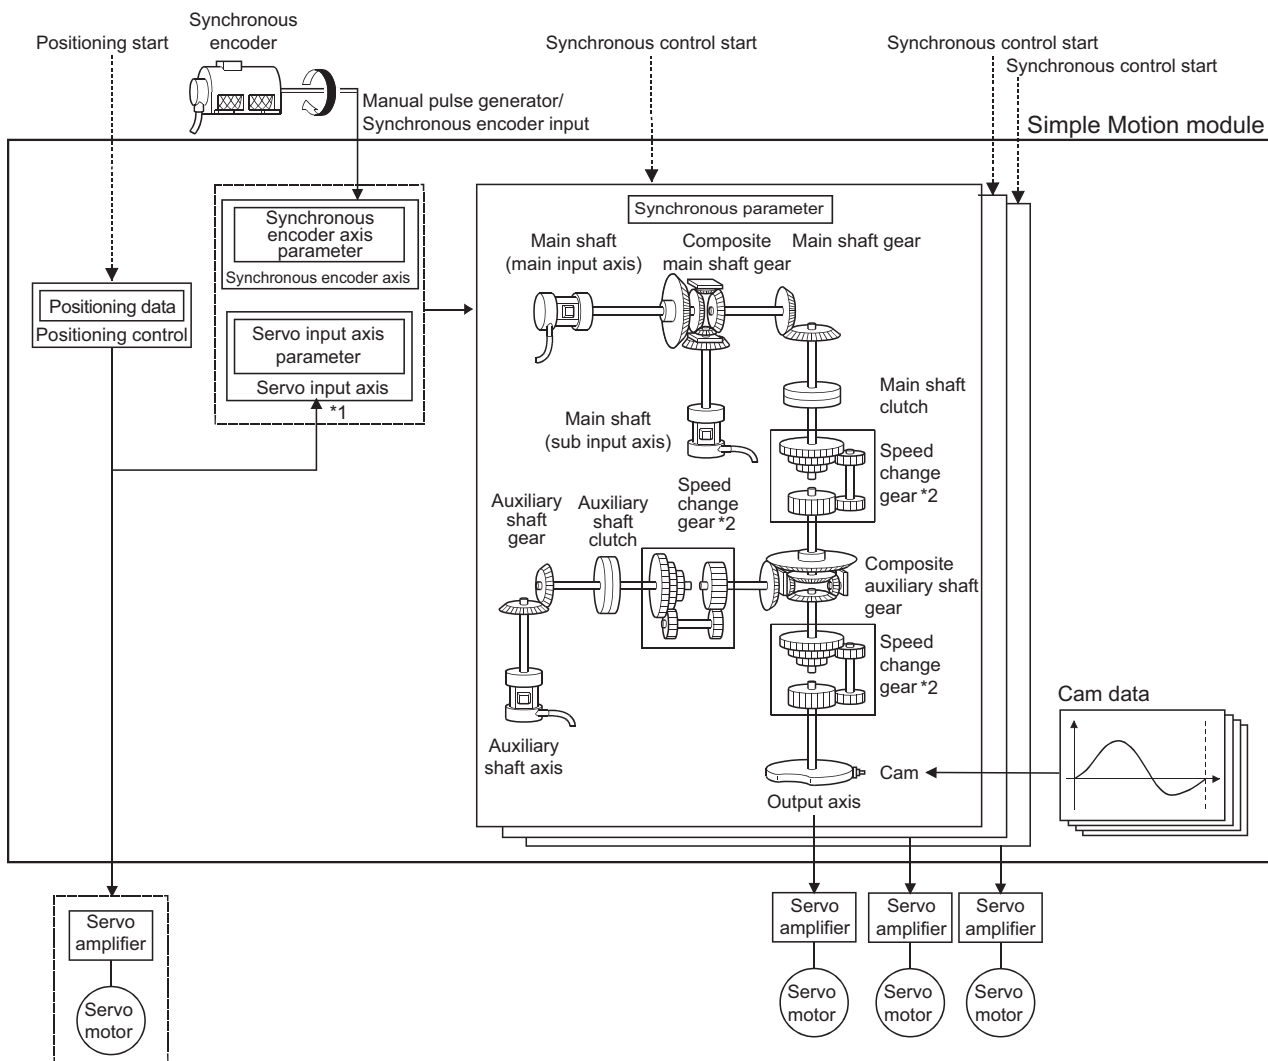 Synchronous
encoder
Positioning start
Synchronous control start
Synchronous control start
Synchronous control start
Manual pulse generator/
Synchronous encoder input
Simple Motion module
Synchronous
encoder axis
parameter
Synchronous encoder axis
Positioning data
Positioning control
Servo input axis
parameter
Servo input axis
*1
Synchronous parameter
Main shaft
(main input axis)
Composite
main shaft gear
Main shaft gear
Main shaft
clutch
Main shaft
(sub input axis)
Speed
change
gear *2
Auxiliary
shaft
gear
Auxiliary
shaft
clutch
Speed
change
gear *2
Composite
auxiliary shaft
gear
Speed
change
gear *2
Auxiliary
shaft axis
Cam
Output axis
Cam data
Servo
amplifier
Servo
motor
Servo
amplifier
Servo
amplifier
Servo
amplifier
Servo
motor
Servo
motor
Servo
motor